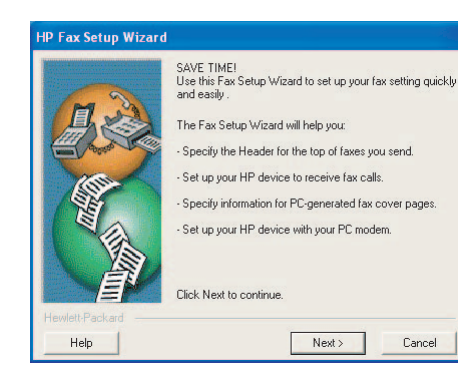 HP Fax Setup Wizard
SAVE TIME!
Use this Fax Setup Wizard to set up your fax setting quickly
and easily .
The Fax Setup Wizard will help you:
- Specify the Header for the top of faxes you send.
- Set up your HP device to receive fax calls.
- Specify information for PC-generated fax cover pages.
- Set up your HP device with your PC modem.
Click Next to continue.
Hewlett-Packard
Help
Next >
Cancel